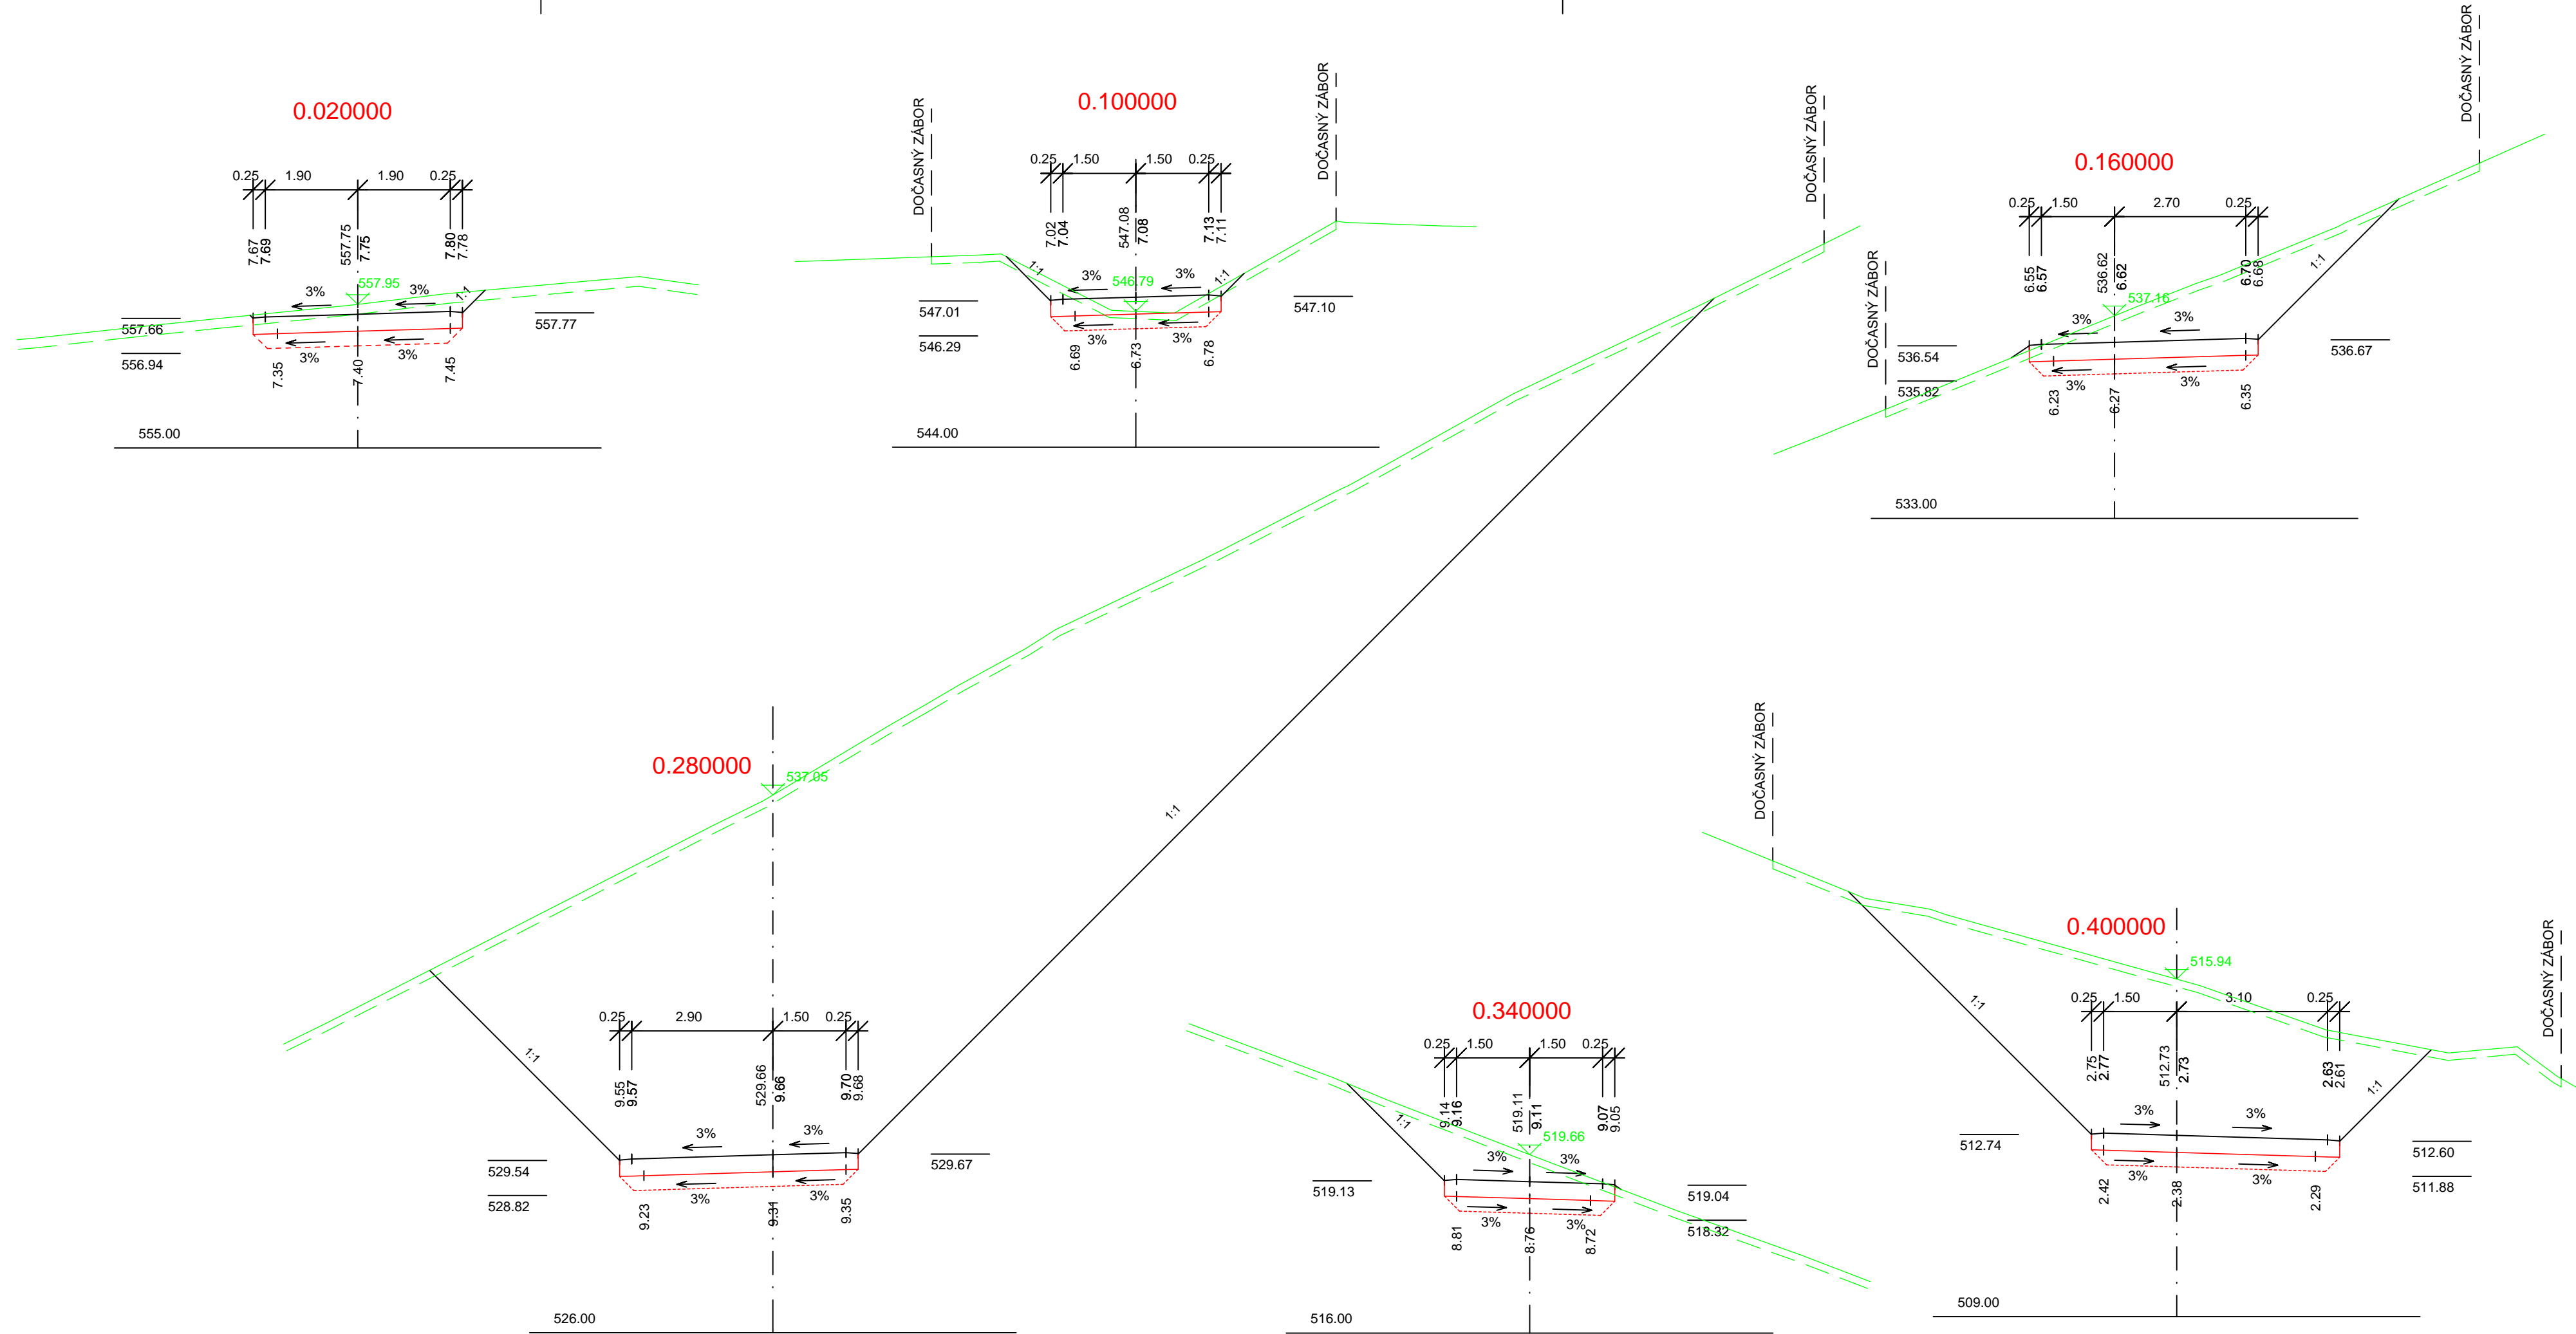 0.020000
0.25 1.90 1.90 0.25
7.67 7.69 557.75 7.75 7.80 7.78
557.95
3% 3% 1:1
557.66
557.77
556.94
3% 3%
7.35 7.40 7.45
555.00
DOČASNÝ ZÁBOR
0.100000
DOČASNÝ ZÁBOR
0.25 1.50 1.50 0.25
7.02 7.04 547.08 7.08 7.13 7.11
1:1 3% 546.79 3% 1:1
547.01
547.10
546.29
3% 3%
6.69 6.73 6.78
544.00
DOČASNÝ ZÁBOR
DOČASNÝ ZÁBOR
0.160000
DOČASNÝ ZÁBOR
0.25 1.50 2.70 0.25
6.55 6.57 536.62 6.62 6.70 6.68
537.16
1:1
3% 3%
536.54
536.67
535.82
3% 3%
6.23 6.27 6.35
533.00
0.280000
537.05
1:1
0.25 2.90 1.50 0.25
1:1
9.55 9.57 529.66 9.66 9.70 9.68
3% 3%
529.54
529.67
528.82
3% 3%
9.23 9.31 9.35
526.00
0.340000
0.25 1.50 1.50 0.25
1:1
9.14 9.16 519.11 9.11 9.07 9.05
519.66
3% 3%
519.13
519.04
518.32
3% 3%
8.81 8.76 8.72
516.00
DOČASNÝ ZÁBOR
0.400000
DOČASNÝ ZÁBOR
515.94
1:1
0.25 1.50 3.10 0.25
2.75 2.77 512.73 2.73 2.63 2.61
1:1
3% 3%
512.74
512.60
511.88
3% 3%
2.42 2.38 2.29
509.00